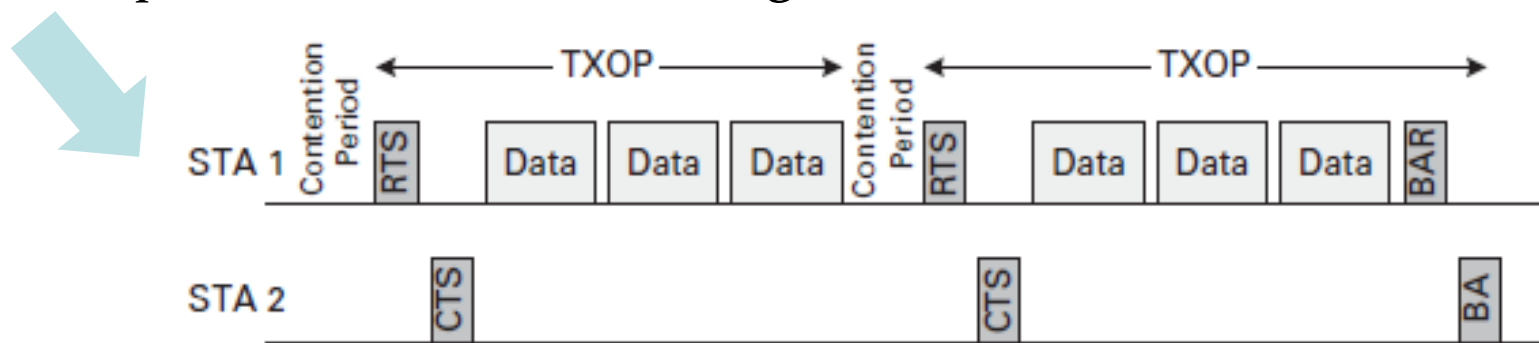 TXOP
TXOP
Contention
Period
Contention
Period
STA 1
RTS
Data
Data
Data
RTS
Data
Data
Data
BAR
STA 2
CTS
CTS
BA